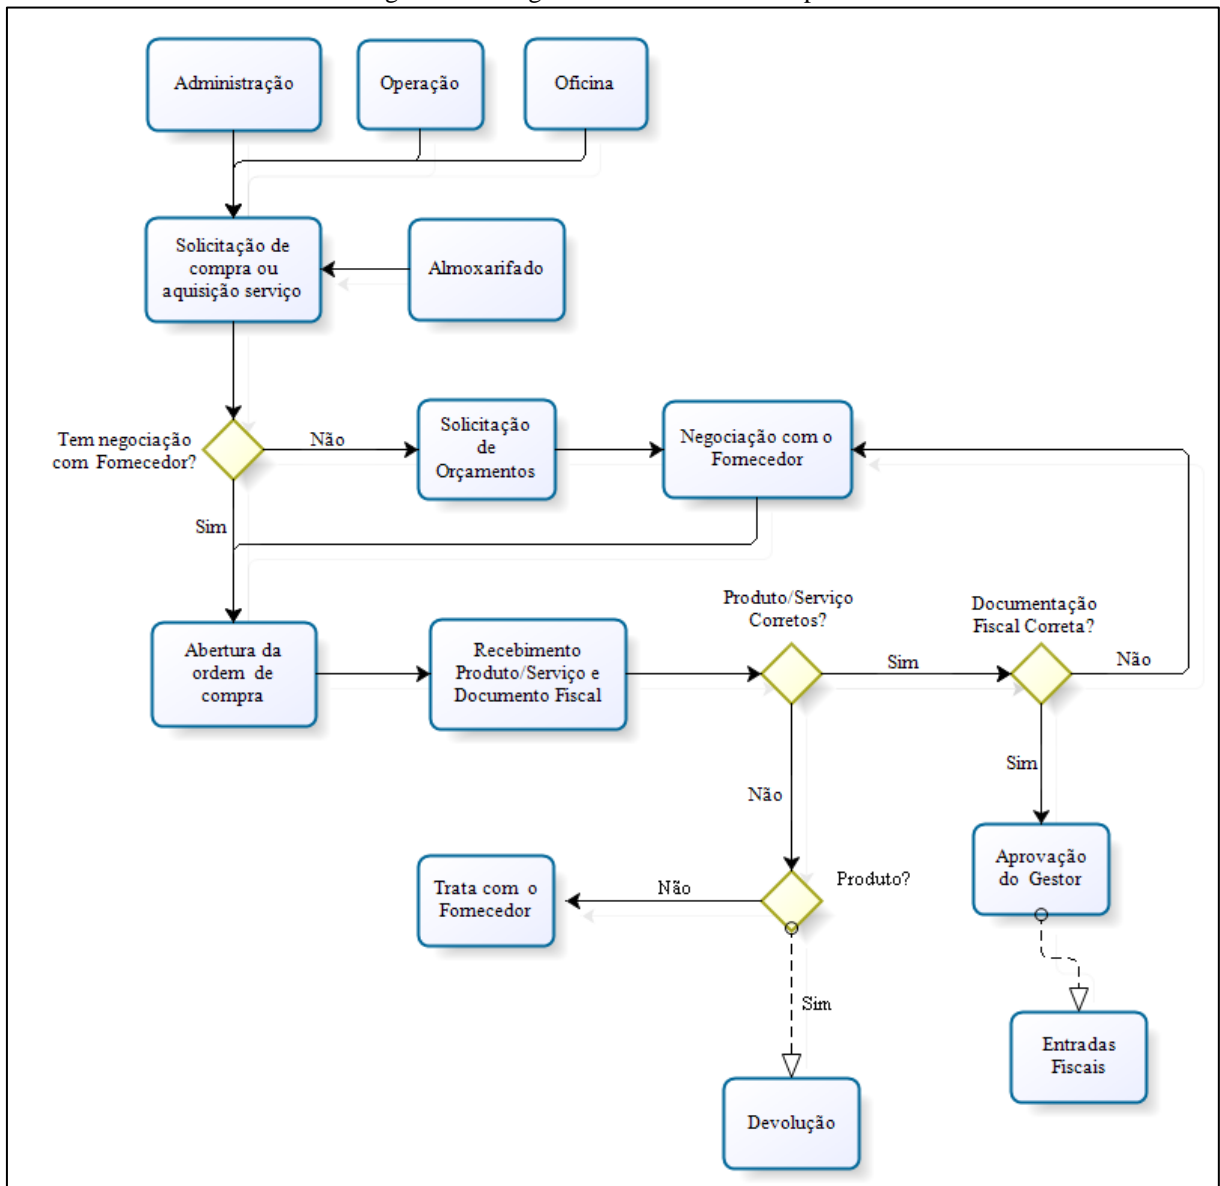 Administração
Operação
Oficina
Solicitação de
compra ou
aquisição serviço
Almoxarifado
Tem negociação
com Fornecedor?
Não
Solicitação
de
Orçamentos
Negociação com o
Fornecedor
Sim
Produto/Serviço
Corretos?
Documentação
Fiscal Correta?
Abertura da
ordem de
compra
Recebimento
Produto/Serviço e
Documento Fiscal
Sim
Não
Não
Sim
Trata com o
Fornecedor
Não
Produto?
Aprovação
do Gestor
Sim
Entradas
Fiscais
Devolução